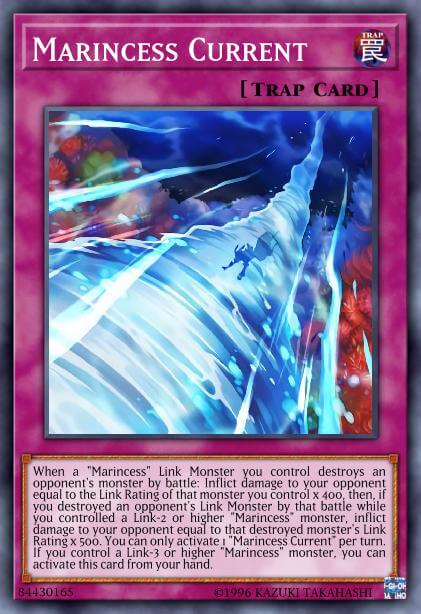 MARINCESS CURRENT
TRAP
罠
[TRAP CARD]
When a "Marincess" Link Monster you control destroys an
opponent's monster by battle: Inflict damage to your opponent
equal to the Link Rating of that monster you control x 400, then, if
you destroyed an opponent's Link Monster by that battle while
you controlled a Link-2 or higher "Marincess" monster, inflict
damage to your opponent equal to that destroyed monster's Link
Rating x 500. You can only activate 1 "Marincess Current" per turn.
If you control a Link-3 or higher "Marincess" monster, you can
activate this card from your hand.
84430165
©1996 KAZUKI TAKAHASHI